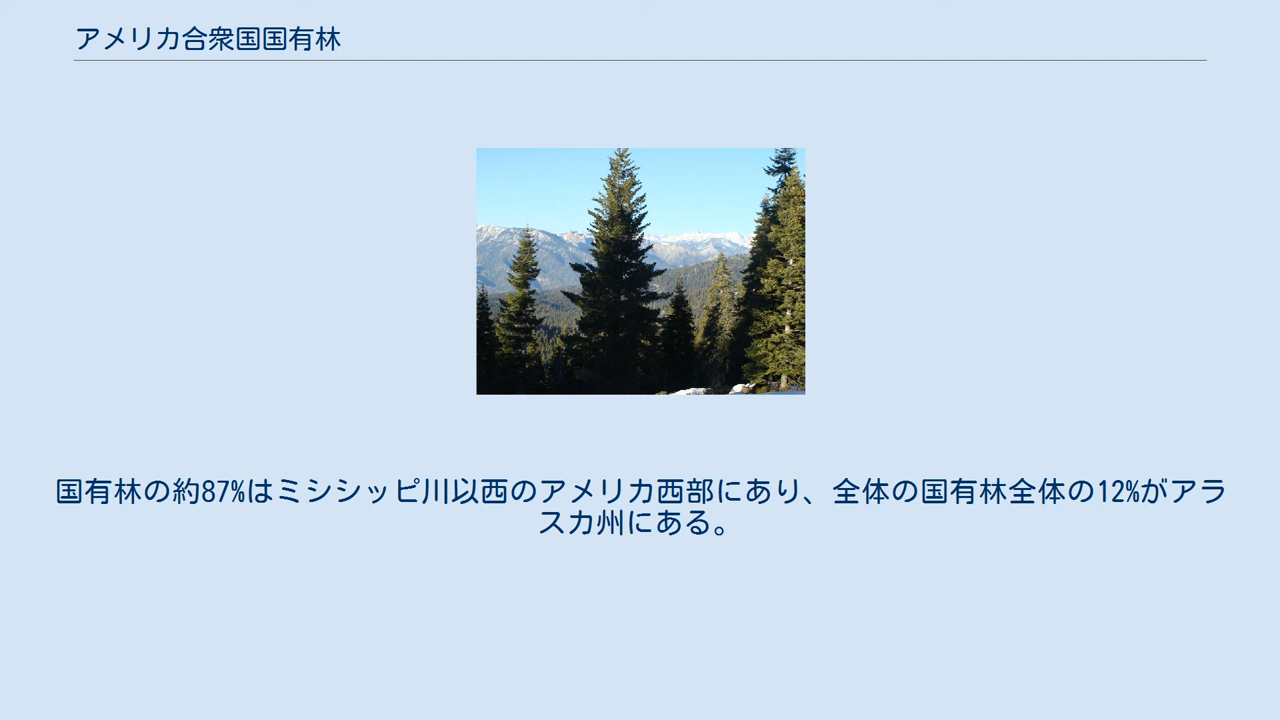 アメリカ合衆国国有林
国有林の約87%はミシシッピ川以西のアメリカ西部にあり、全体の国有林全体の12%がアラ
スカ州にある。